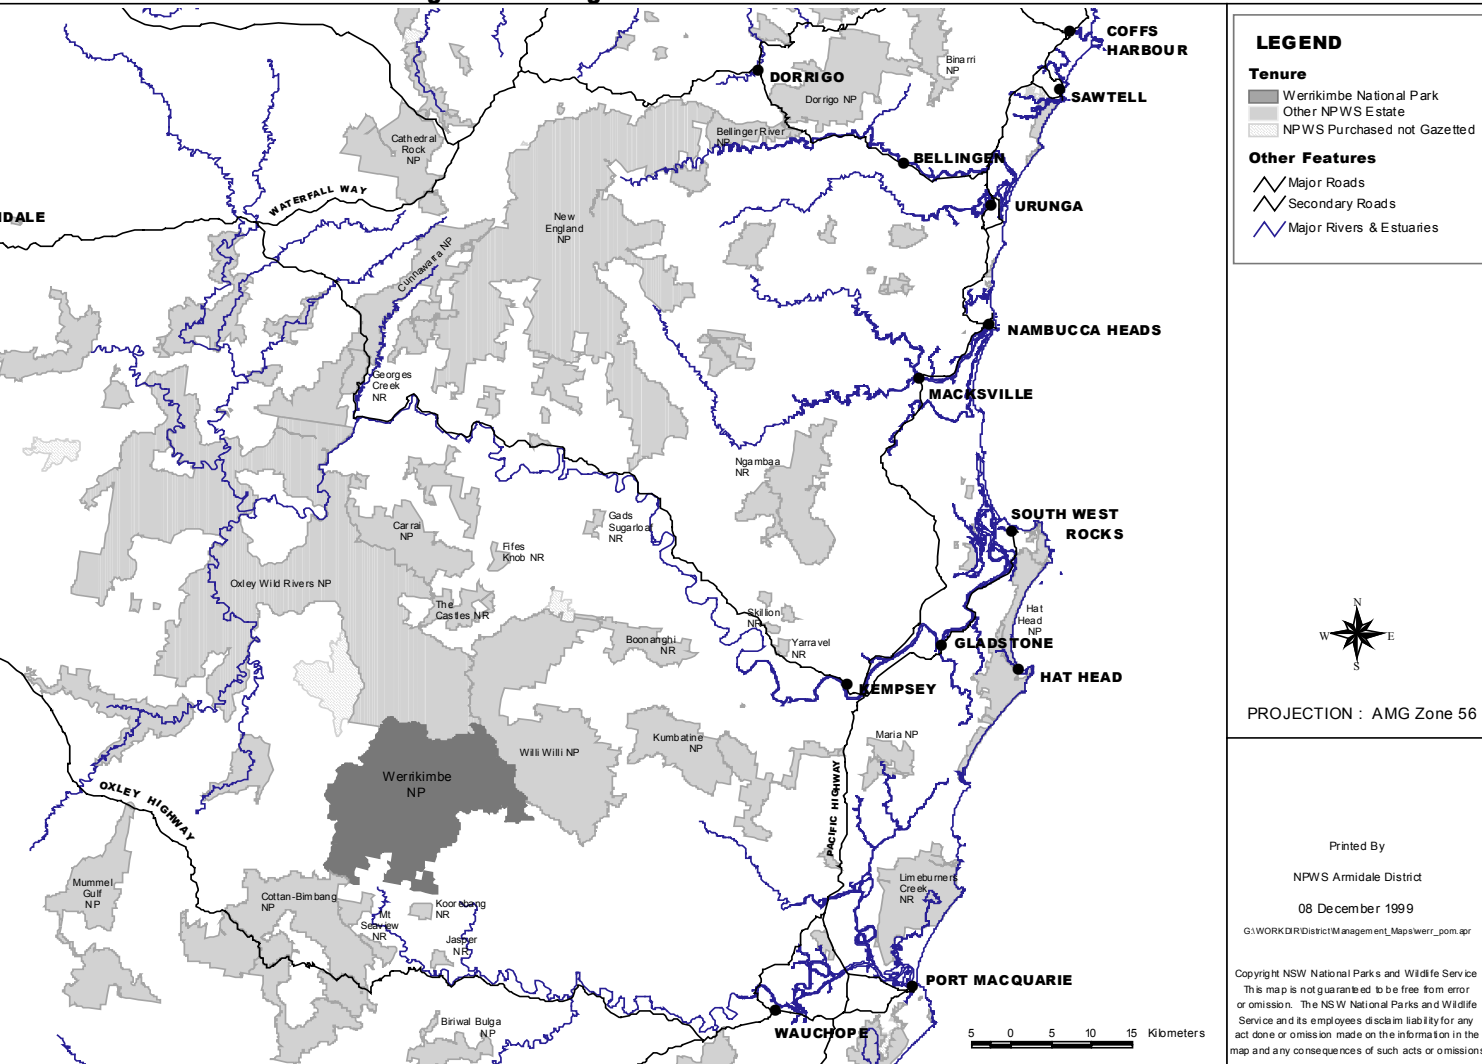 COFFS
HARBOUR
DORRIGO
Binarri
NP
SAWTELL
Dorrigo NP
Cathedral
Rock
NP
Bellinger River
NP
BELLINGEN
WATERFALL WAY
IDALE
URUNGA
New
England
NP
Cunnawarra NP
NAMBUCCA HEADS
Georges
Creek
NR
MACKSVILLE
Ngambaa
NR
SOUTH WEST
ROCKS
Gads
Sugarloaf
NR
Carrai
NP
Fifes
Knob NR
Oxley Wild Rivers NP
The
Castles NR
Skillion
NR
Hat
Head
NP
Boonanghi
NR
Yarravel
NR
GLADSTONE
HAT HEAD
KEMPSEY
Willi Willi NP
Kumbatine
NP
Maria NP
Werrikimbe
NP
PACIFIC HIGHWAY
OXLEY HIGHWAY
Mummel
Gulf
NP
Cottan-Bimbang
NP
Koorebang
NR
Mt
Seaview
NR
Jasper
NR
Limeburners
Creek
NR
PORT MACQUARIE
Biriwal Bulga
NP
WAUCHOPE
5 0 5 10 15 Kilometers
LEGEND
Tenure
Werrikimbe National Park
Other NPWS Estate
NPWS Purchased not Gazetted
Other Features
Major Roads
Secondary Roads
Major Rivers & Estuaries
N
W E
S
PROJECTION : AMG Zone 56
Printed By
NPWS Armidale District
08 December 1999
G:\WORKDIR\District\Management_Maps\werr_pom.apr
Copyright NSW National Parks and Wildlife Service
This map is not guaranteed to be free from error
or omission. The NSW National Parks and Wildlife
Service and its employees disclaim liability for any
act done or omission made on the information in the
map and any consequences of such acts or omissions